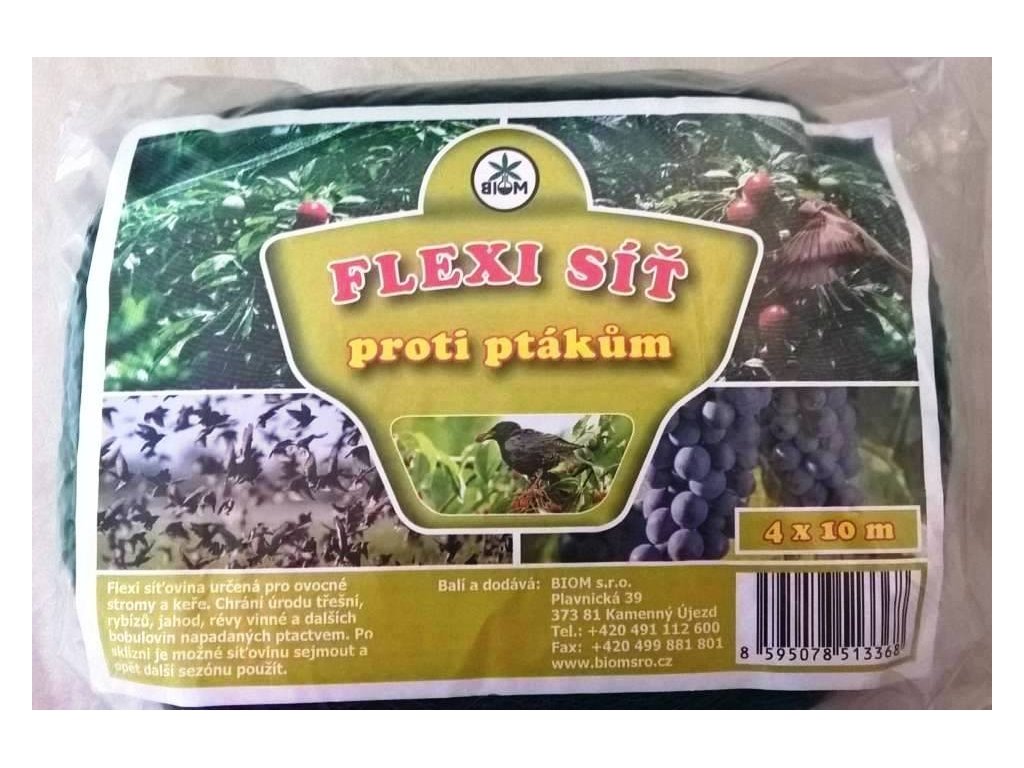 BIOM
FLEXI SÍŤ
proti ptákům
4 x 10 m
Flexi síťovina určená pro ovocné
stromy a keře. Chrání úrodu třešní,
rybízů, jahod, révy vinné a dalších
bobulovin napadaných ptactvem. Po
sklizni je možné síťovinu sejmout a
opět další sezónu použít.
Balí a dodává: BIOM s.r.o.
Plavnická 39
373 81 Kamenný Újezd
Tel.: +420 491 112 600
Fax: +420 499 881 801
www.biomsro.cz
8 595078 513368